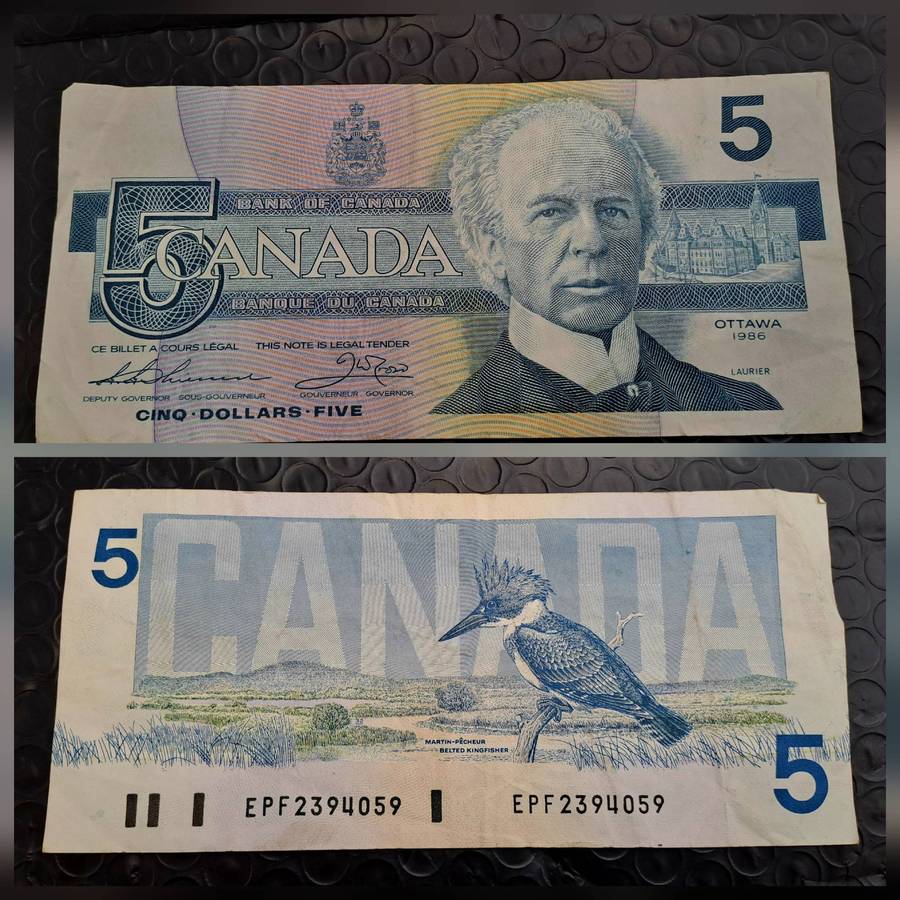 5
BANK OF CANADA
5 CANADA
BANQUE DU CANADA
OTTAWA
1986
CE BILLET A COURS LÉGAL THIS NOTE IS LEGAL TENDER
LAURIER
DEPUTY GOVERNOR SOUS-GOUVERNEUR GOUVERNEUR GOVERNOR
CINQ·DOLLARS·FIVE
5 CANADA
MARTIN-PÊCHEUR
BELTED KINGFISHER
5
EPF2394059 EPF2394059